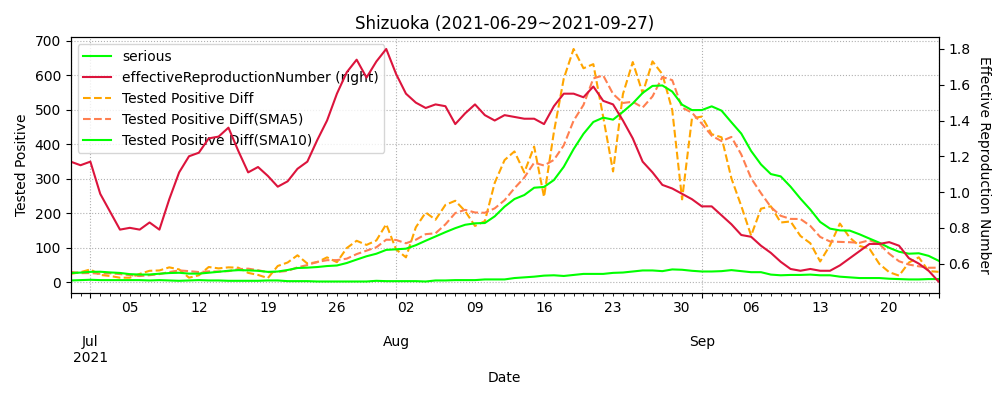 Shizuoka (2021-06-29~2021-09-27)
serious
effectiveReproductionNumber (right)
Tested Positive Diff
Tested Positive Diff(SMA5)
Tested Positive Diff(SMA10)
Tested Positive
700
600
500
400
300
200
100
0
Effective Reproduction Number
1.8
1.6
1.4
1.2
1.0
0.8
0.6
05 12 19 26 02 09 16 23 30 06 13 20
Jul Aug Sep
2021
Date